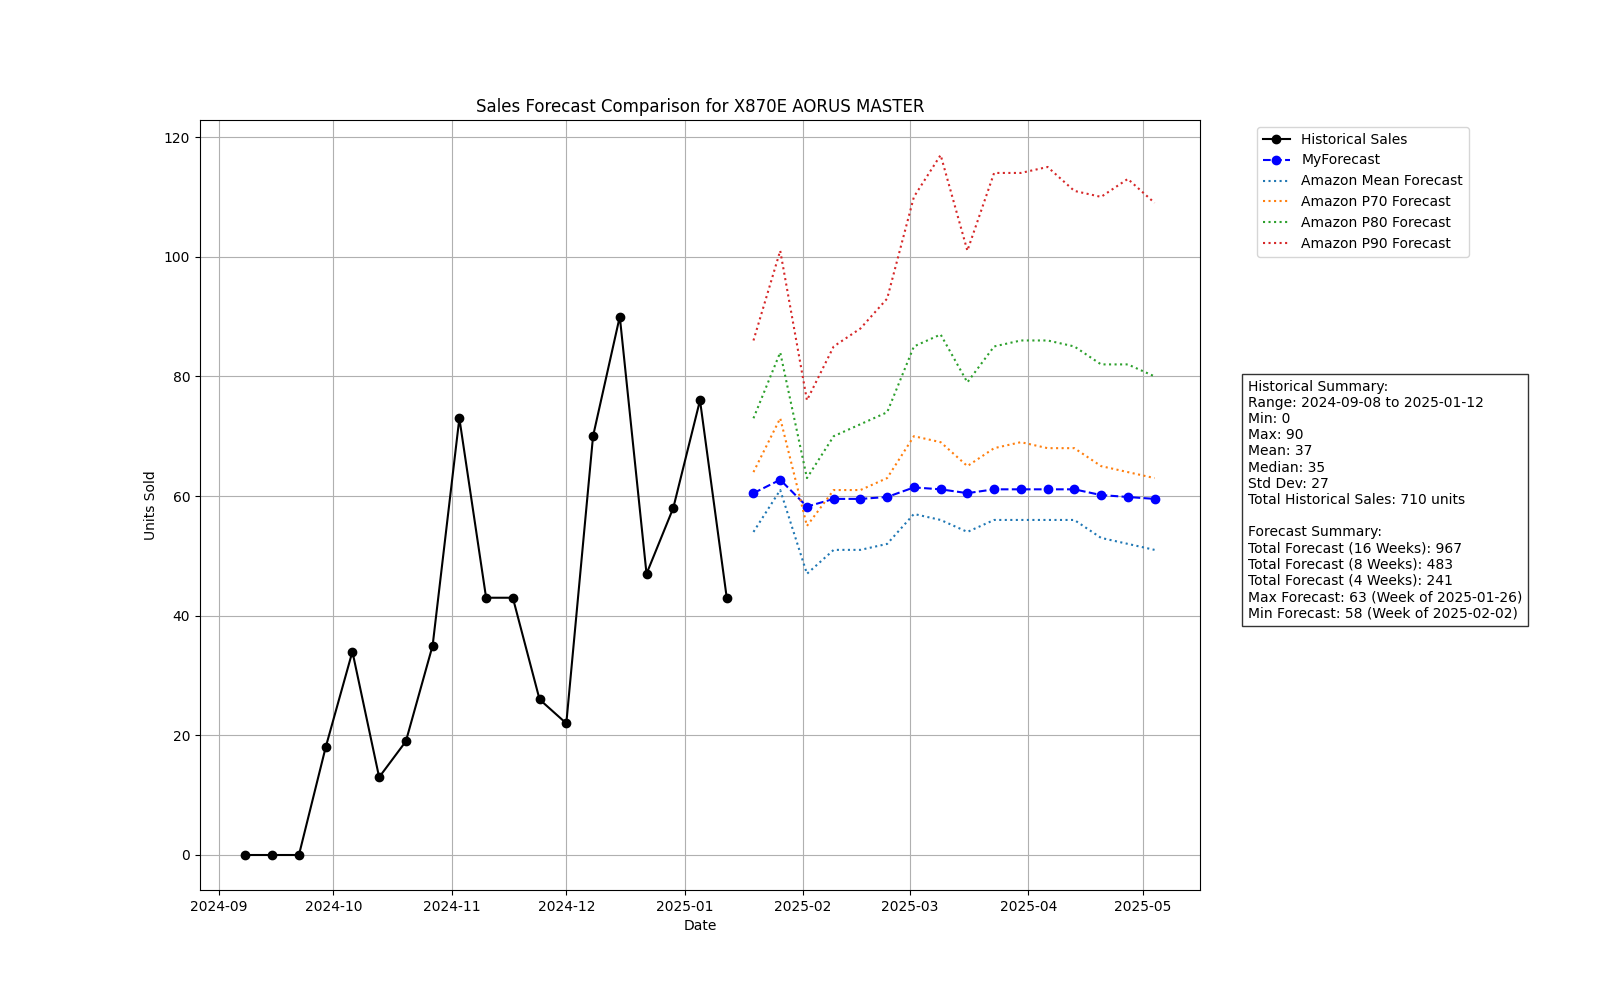 Sales Forecast Comparison for X870E AORUS MASTER
120
100
80
60
40
20
0
Units Sold
2024-09
2024-10
2024-11
2024-12
2025-01
2025-02
2025-03
2025-04
2025-05
Date
Historical Sales
MyForecast
Amazon Mean Forecast
Amazon P70 Forecast
Amazon P80 Forecast
Amazon P90 Forecast
Historical Summary:
Range: 2024-09-08 to 2025-01-12
Min: 0
Max: 90
Mean: 37
Median: 35
Std Dev: 27
Total Historical Sales: 710 units
Forecast Summary:
Total Forecast (16 Weeks): 967
Total Forecast (8 Weeks): 483
Total Forecast (4 Weeks): 241
Max Forecast: 63 (Week of 2025-01-26)
Min Forecast: 58 (Week of 2025-02-02)